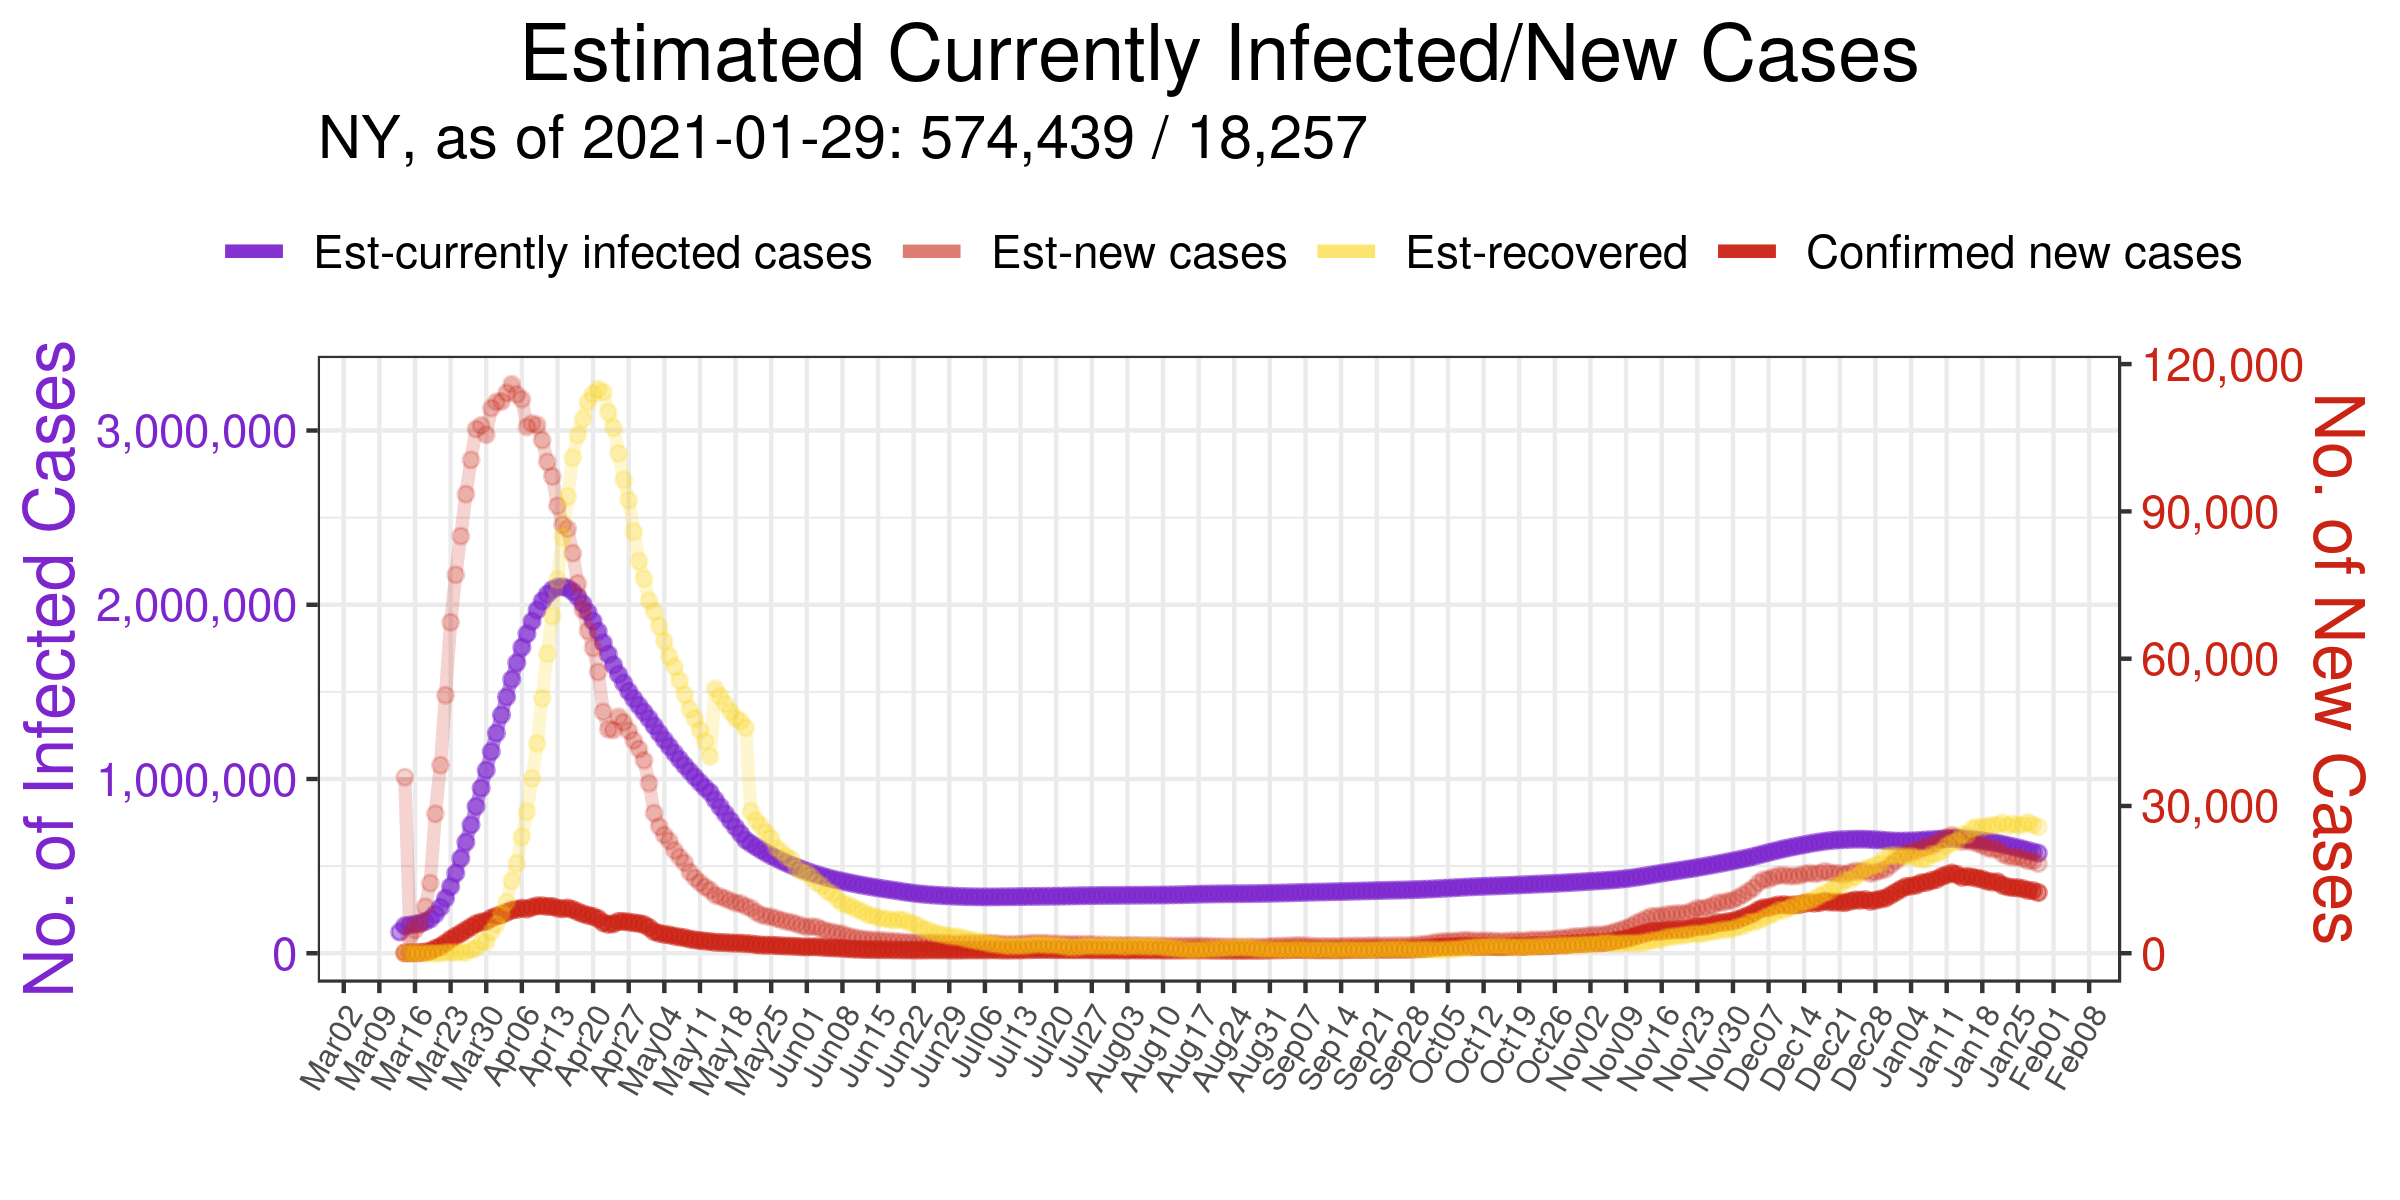 Estimated Currently Infected/New Cases
NY, as of 2021-01-29: 574,439 / 18,257
Est-currently infected cases
Est-new cases
Est-recovered
Confirmed new cases
No. of Infected Cases
3,000,000
2,000,000
1,000,000
0
120,000
90,000
60,000
30,000
0
No. of New Cases
Mar02
Mar09
Mar16
Mar23
Mar30
Apr06
Apr13
Apr20
Apr27
May04
May11
May18
May25
Jun01
Jun08
Jun15
Jun22
Jun29
Jul06
Jul13
Jul20
Jul27
Aug03
Aug10
Aug17
Aug24
Aug31
Sep07
Sep14
Sep21
Sep28
Oct05
Oct12
Oct19
Oct26
Nov02
Nov09
Nov16
Nov23
Nov30
Dec07
Dec14
Dec21
Dec28
Jan04
Jan11
Jan18
Jan25
Feb01
Feb08